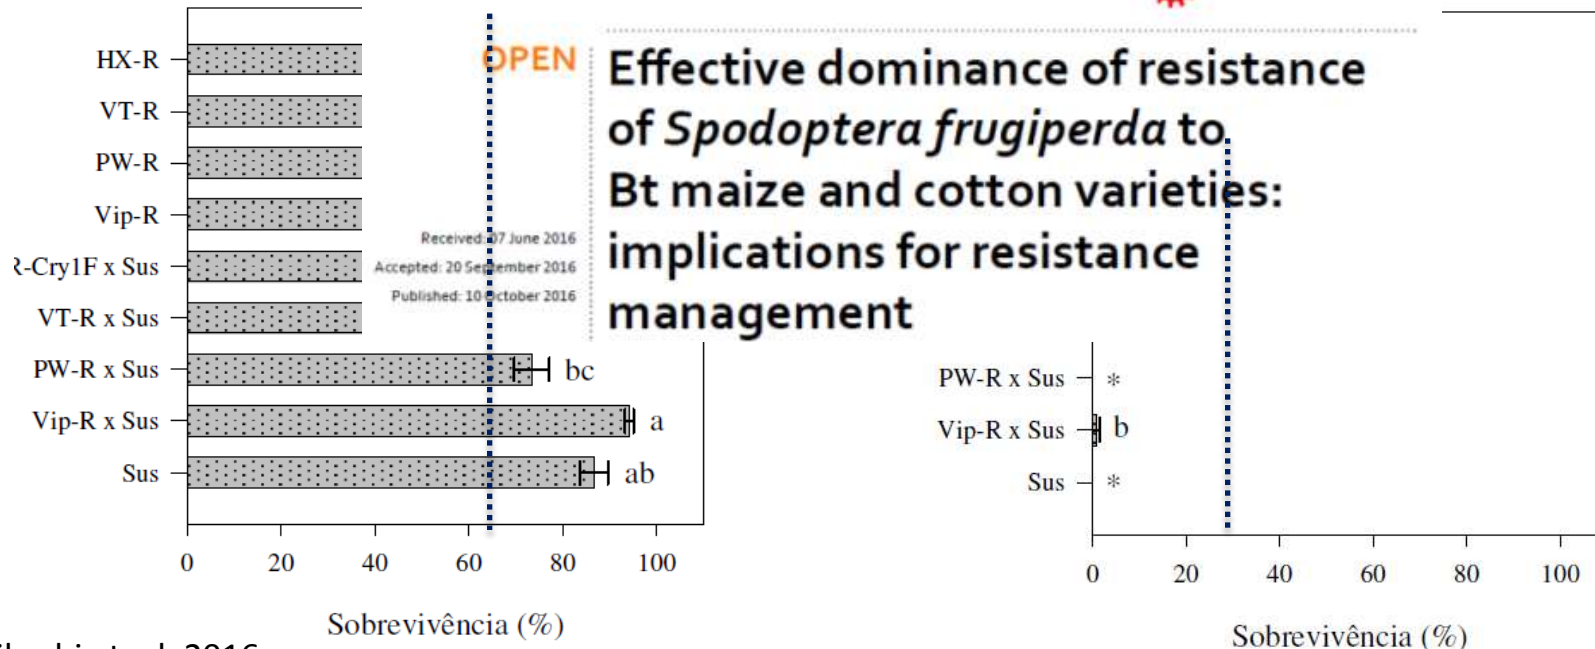 HX-R
VT-R
PW-R
Vip-R
R-Cry1F x Sus
VT-R x Sus
PW-R x Sus
bc
Vip-R x Sus
a
Sus
ab
0 20 40 60 80 100
Sobrevivência (%)
OPEN
Received: 07 June 2016
Accepted: 20 September 2016
Published: 10 October 2016
Effective dominance of resistance
of Spodoptera frugiperda to
Bt maize and cotton varieties:
implications for resistance
management
PW-R x Sus
*
Vip-R x Sus
b
Sus
*
0 20 40 60 80 100
Sobrevivência (%)
2016